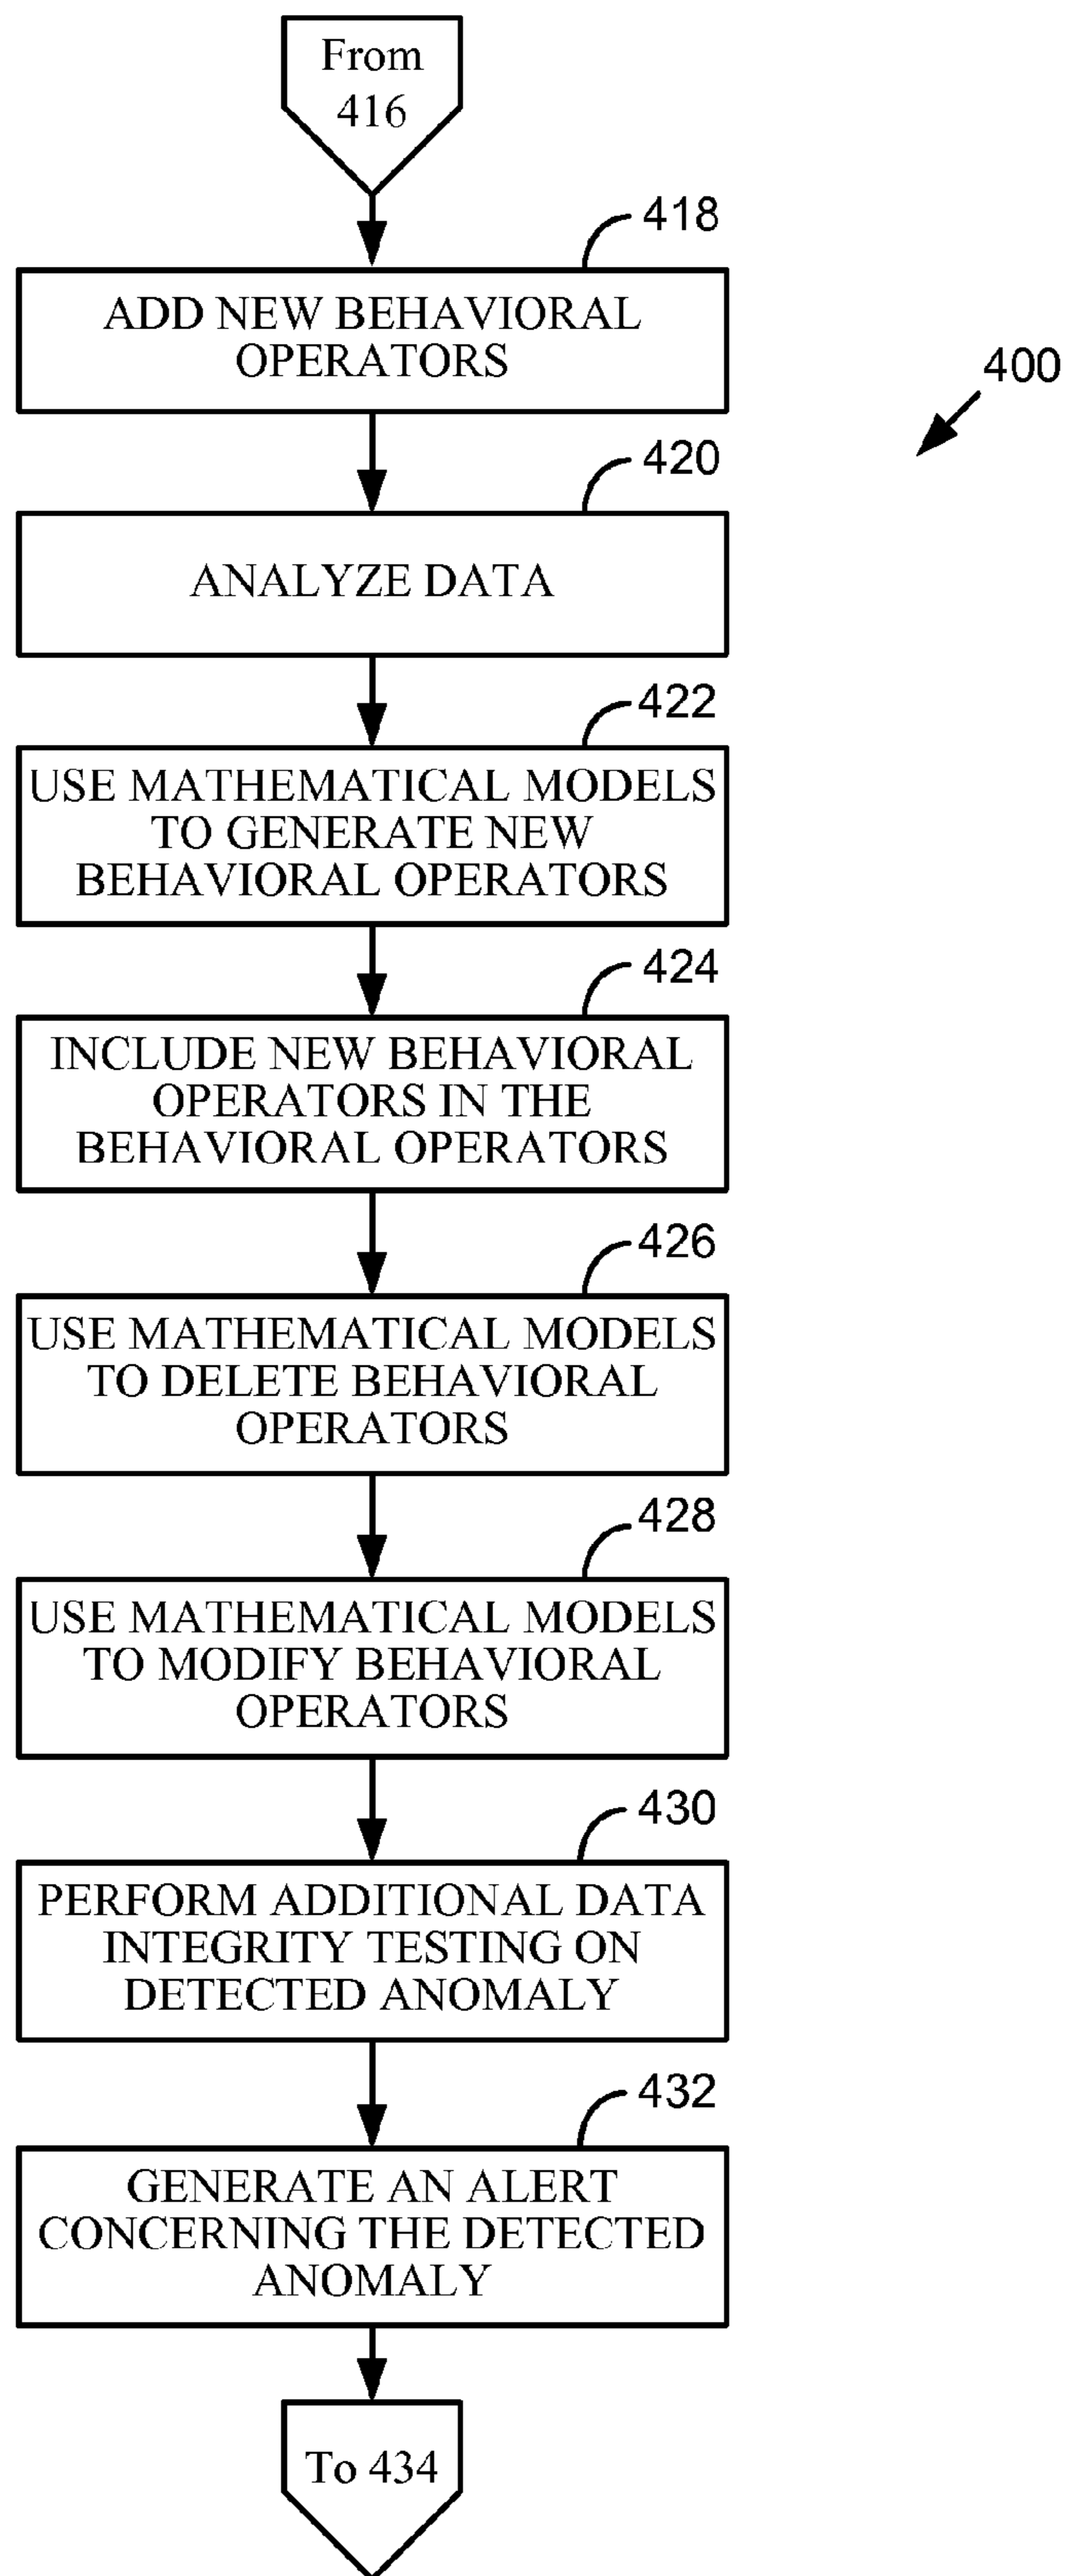 From
416
418
ADD NEW BEHAVIORAL
OPERATORS
400
420
ANALYZE DATA
422
USE MATHEMATICAL MODELS
TO GENERATE NEW
BEHAVIORAL OPERATORS
424
INCLUDE NEW BEHAVIORAL
OPERATORS IN THE
BEHAVIORAL OPERATORS
426
USE MATHEMATICAL MODELS
TO DELETE BEHAVIORAL
OPERATORS
428
USE MATHEMATICAL MODELS
TO MODIFY BEHAVIORAL
OPERATORS
430
PERFORM ADDITIONAL DATA
INTEGRITY TESTING ON
DETECTED ANOMALY
432
GENERATE AN ALERT
CONCERNING THE DETECTED
ANOMALY
To 434